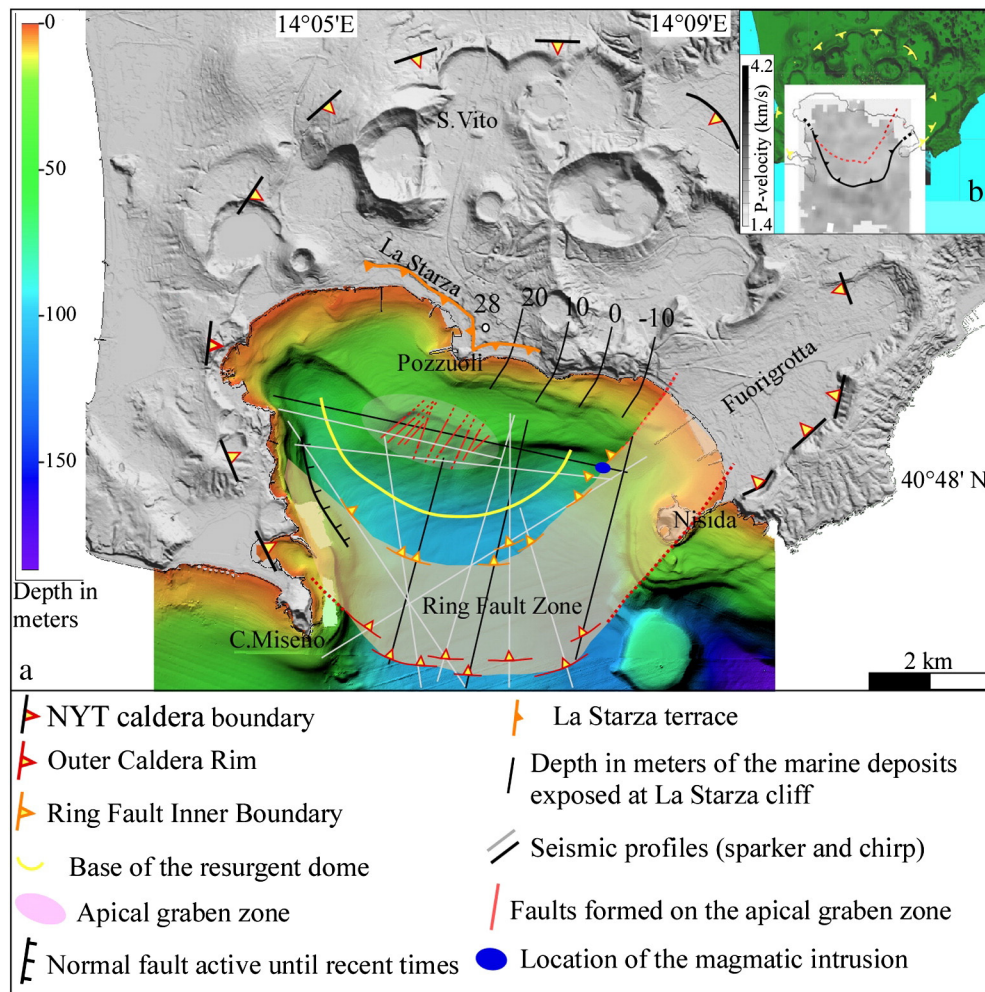 -0
14°05'E
14°09'E
4.2
P-velocity (km/s)
1.4
b
S.Vito
-50
La Starza
28
20
10
0
-10
-100
Pozzuoli
Fuorigrotta
-150
40°48' N
Nisida
Depth in
meters
Ring Fault Zone
C.Miseno
a
2 km
NYT caldera boundary
Outer Caldera Rim
Ring Fault Inner Boundary
Base of the resurgent dome
Apical graben zone
Normal fault active until recent times
La Starza terrace
Depth in meters of the marine deposits
exposed at La Starza cliff
Seismic profiles (sparker and chirp)
Faults formed on the apical graben zone
Location of the magmatic intrusion